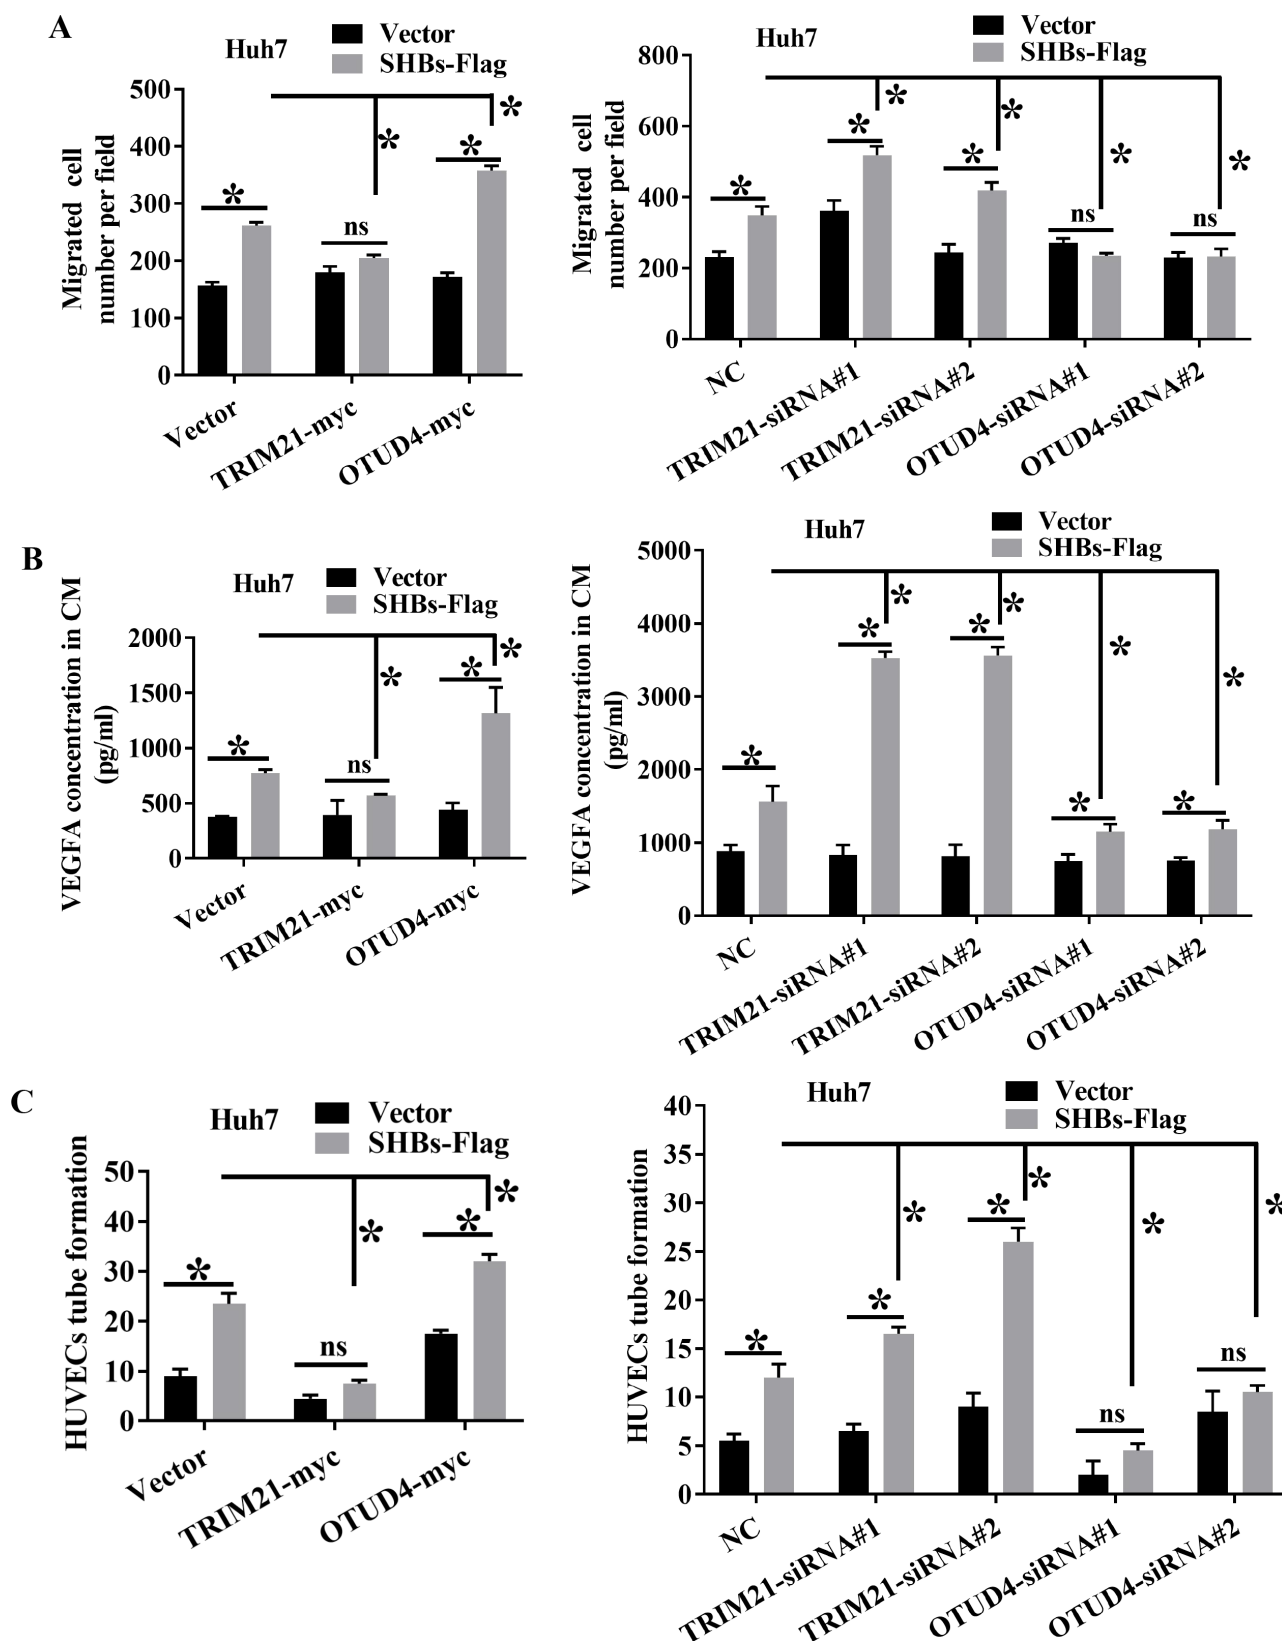 A
Huh7
Vector
SHBs-Flag
Migrated cell
number per field
500
400
300
200
100
0
*
ns
*
*
*
Vector
TRIM21-myc
OTUD4-myc
Huh7
Vector
SHBs-Flag
Migrated cell
number per field
800
600
400
200
0
*
*
*
*
*
ns
*
ns
*
NC
TRIM21-siRNA#1
TRIM21-siRNA#2
OTUD4-siRNA#1
OTUD4-siRNA#2
B
Huh7
Vector
SHBs-Flag
VEGFA concentration in CM
(pg/ml)
2000
1500
1000
500
0
*
ns
*
*
*
Vector
TRIM21-myc
OTUD4-myc
Huh7
Vector
SHBs-Flag
VEGFA concentration in CM
(pg/ml)
5000
4000
3000
2000
1000
0
*
*
*
*
*
*
*
*
*
NC
TRIM21-siRNA#1
TRIM21-siRNA#2
OTUD4-siRNA#1
OTUD4-siRNA#2
C
Huh7
Vector
SHBs-Flag
HUVECs tube formation
50
40
30
20
10
0
*
ns
*
*
*
Vector
TRIM21-myc
OTUD4-myc
Huh7
Vector
SHBs-Flag
HUVECs tube formation
40
35
30
25
20
15
10
5
0
*
*
*
*
*
ns
*
ns
*
NC
TRIM21-siRNA#1
TRIM21-siRNA#2
OTUD4-siRNA#1
OTUD4-siRNA#2